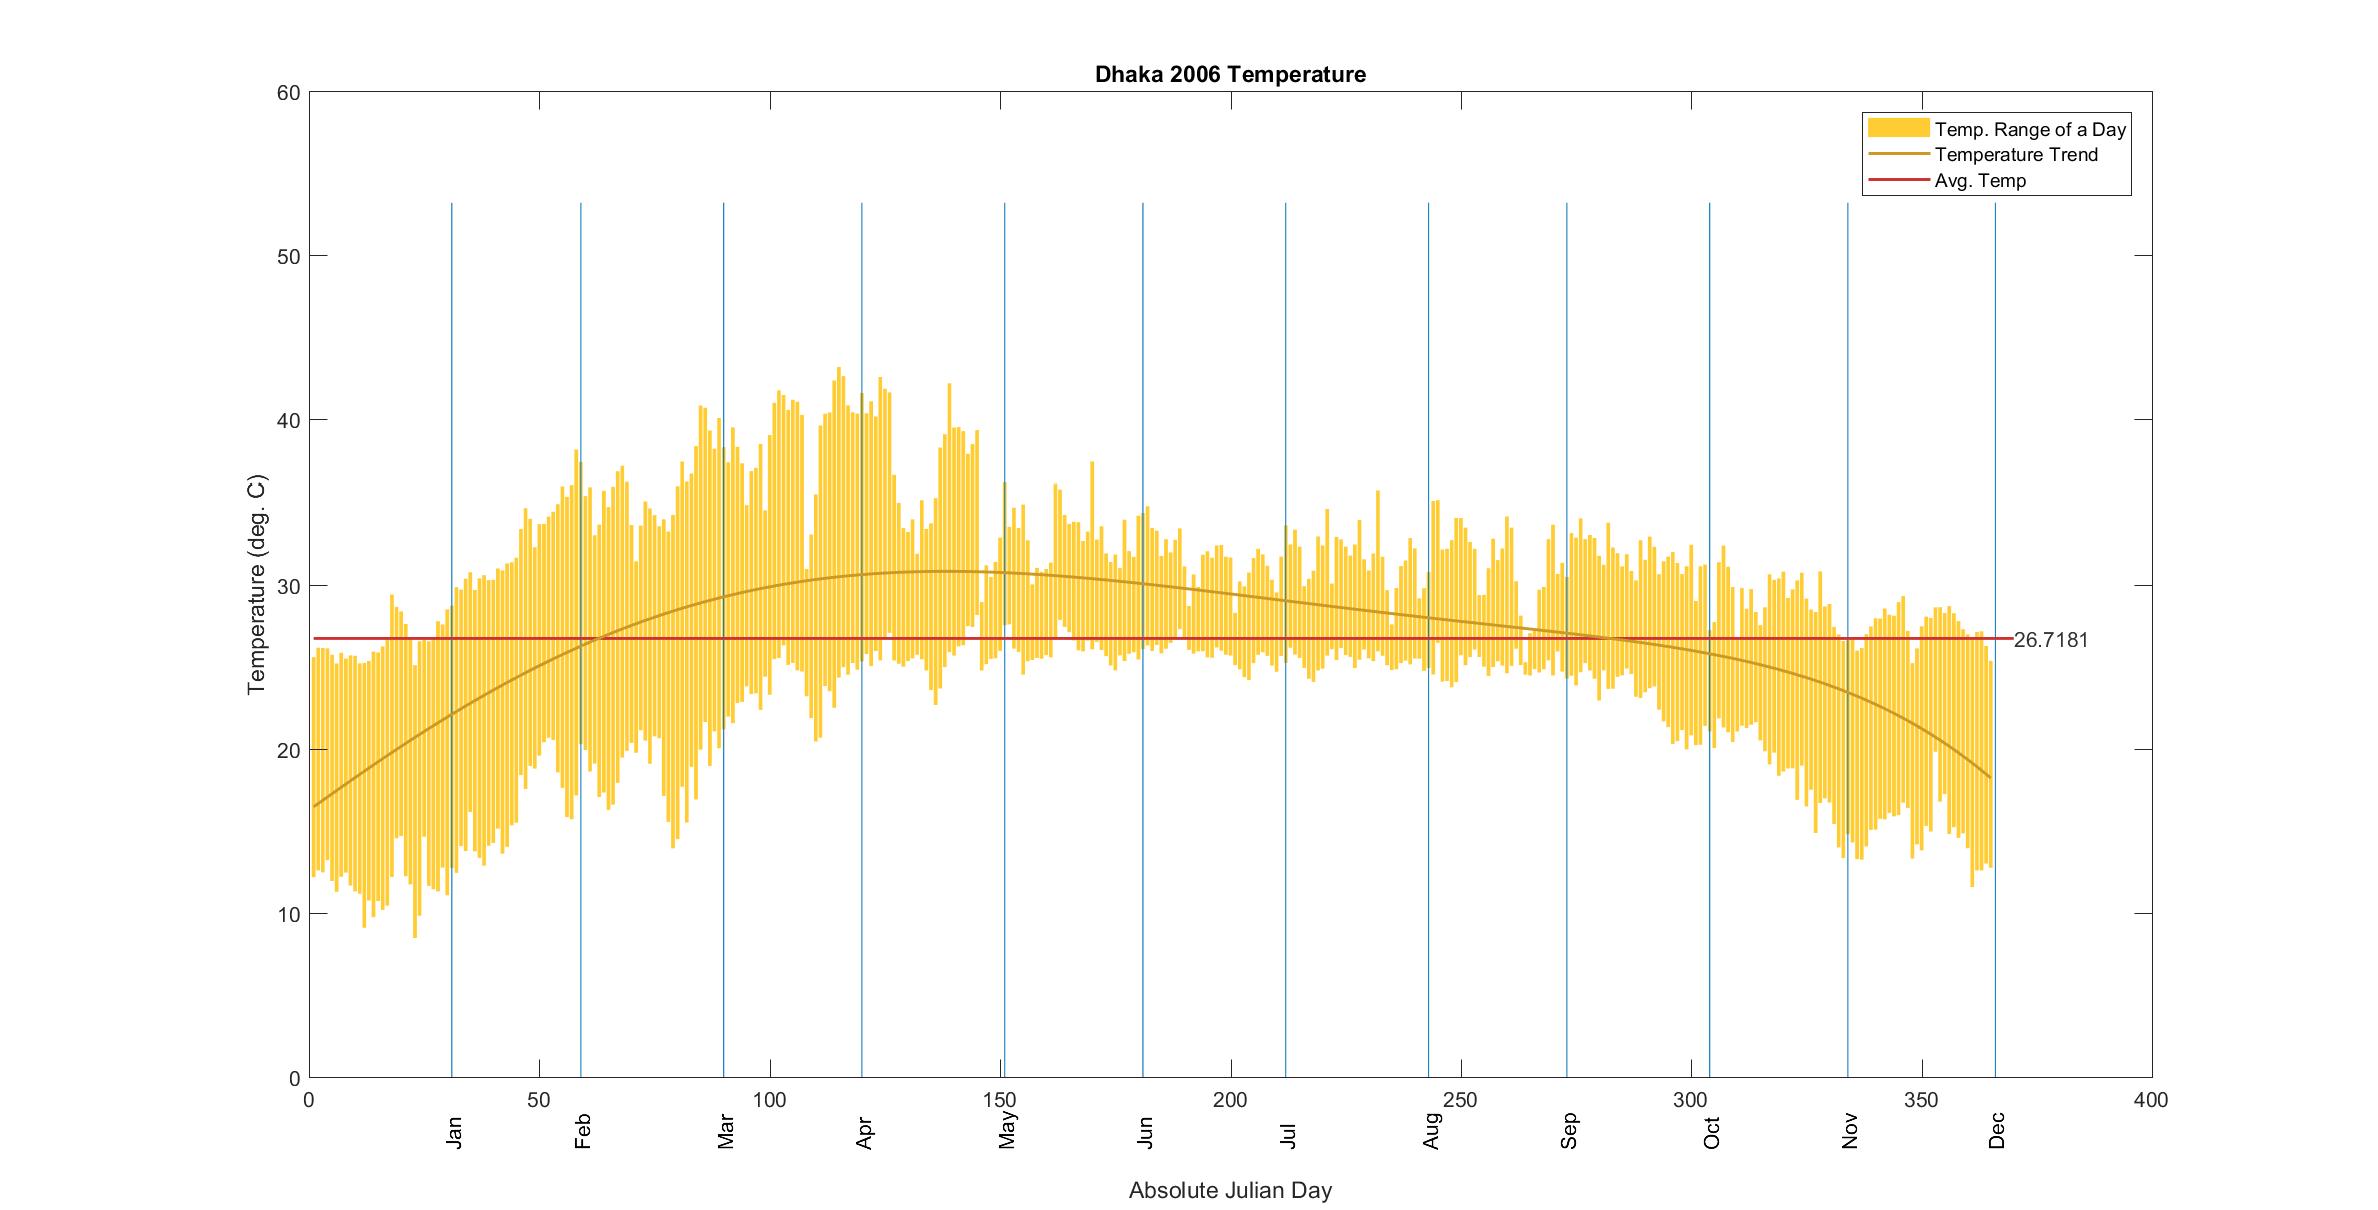 Dhaka 2006 Temperature
Temp. Range of a Day
Temperature Trend
Avg. Temp
Temperature (deg. C)
60
50
40
30
20
10
0
26.7181
0 50 100 150 200 250 300 350 400
Jan Feb Mar Apr May Jun Jul Aug Sep Oct Nov Dec
Absolute Julian Day